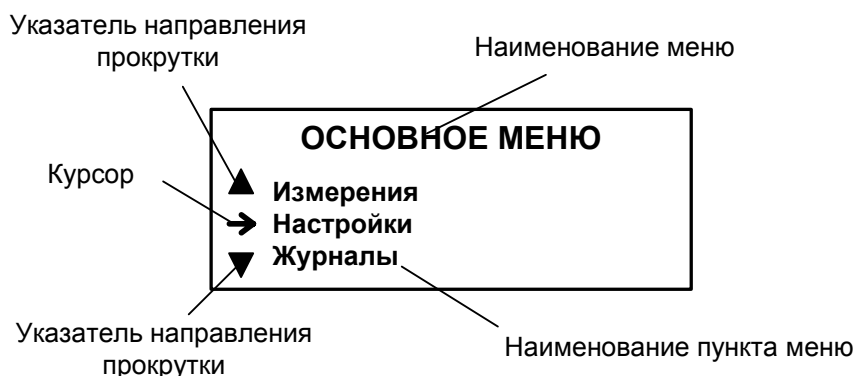 Указатель направления
прокрутки
Наименование меню
ОСНОВНОЕ МЕНЮ
Курсор
Измерения
Настройки
Журналы
Указатель направления
прокрутки
Наименование пункта меню